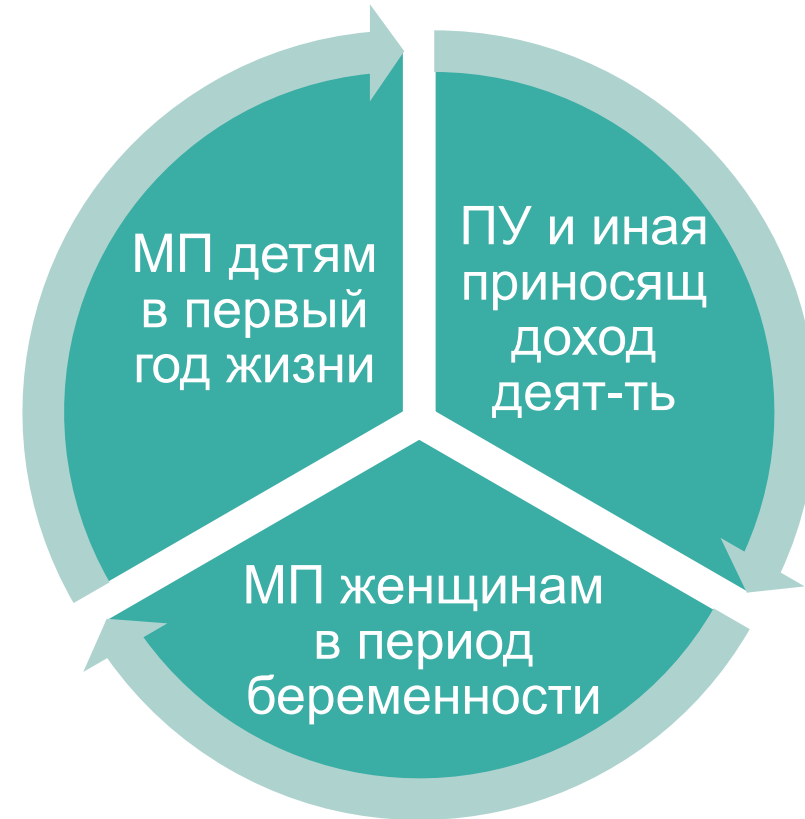 МП детям
в первый
год жизни
ПУ и иная
приносящ
доход
деят-ть
МП женщинам
в период
беременности